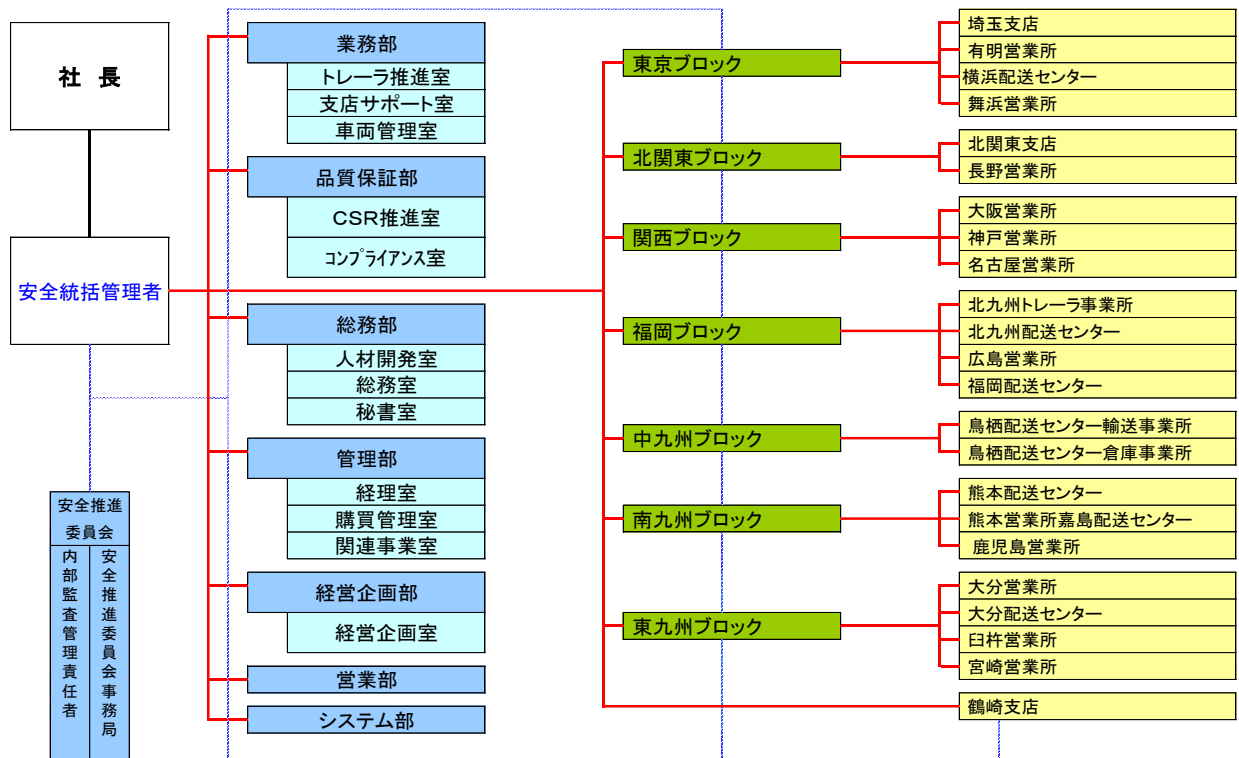 社 長
安全統括管理者
安全推進
委員会
内部監査管理責任者
安全推進委員会事務局
業務部
トレーラ推進室
支店サポート室
車両管理室
品質保証部
CSR推進室
コンプライアンス室
総務部
人材開発室
総務室
秘書室
管理部
経理室
購買管理室
関連事業室
経営企画部
経営企画室
営業部
システム部
東京ブロック
埼玉支店
有明営業所
横浜配送センター
舞浜営業所
北関東ブロック
北関東支店
長野営業所
関西ブロック
大阪営業所
神戸営業所
名古屋営業所
福岡ブロック
北九州トレーラ事業所
北九州配送センター
広島営業所
福岡配送センター
中九州ブロック
鳥栖配送センター輸送事業所
鳥栖配送センター倉庫事業所
南九州ブロック
熊本配送センター
熊本営業所嘉島配送センター
鹿児島営業所
東九州ブロック
大分営業所
大分配送センター
臼杵営業所
宮崎営業所
鶴崎支店